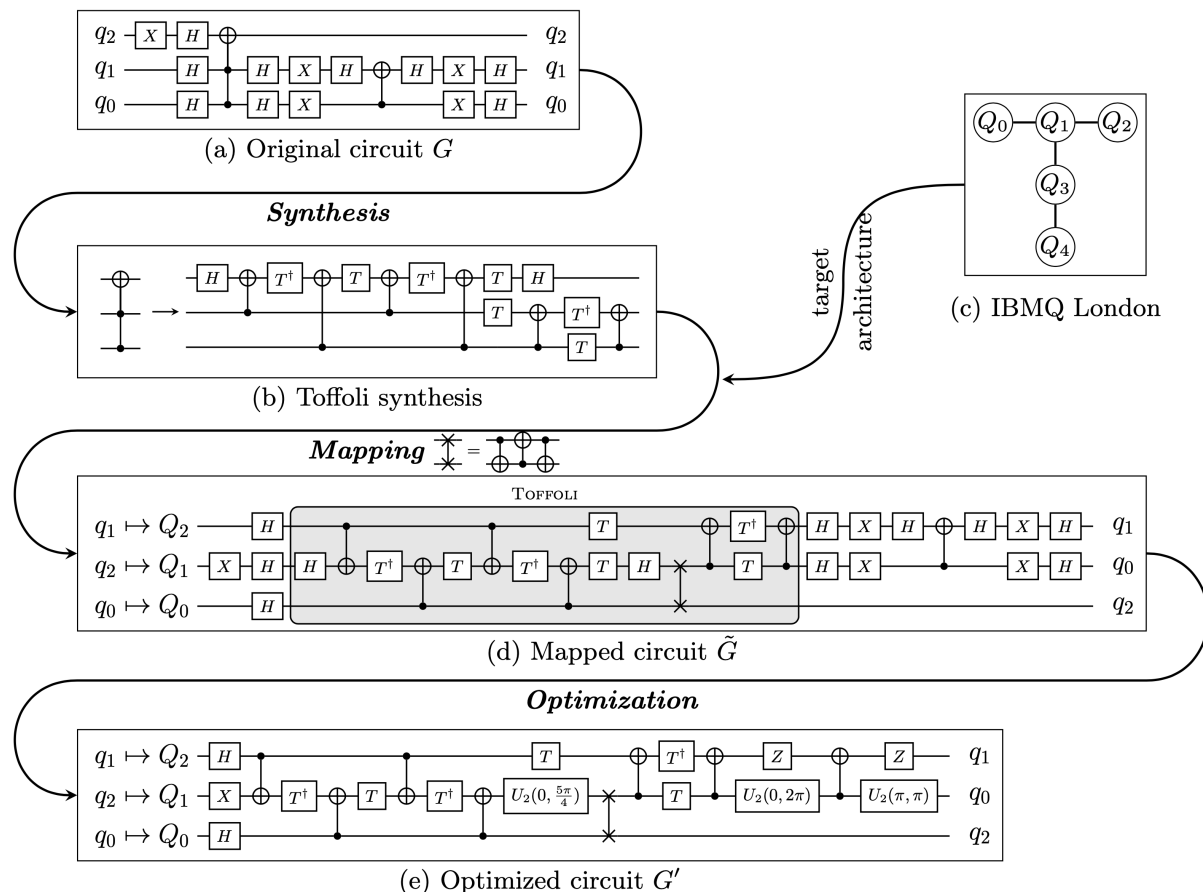 q₂ X H q₂
q₁ H H X H H X H q₁
q₀ H H X X H q₀
(a) Original circuit G
Q₀ Q₁ Q₂
Q₃
Q₄
(c) IBMQ London
target
architecture
Synthesis
H T† T T† T H
T T†
T
(b) Toffoli synthesis
Mapping =
TOFFOLI
q₁ ↦ Q₂ H T T† H X H H X H q₁
q₂ ↦ Q₁ X H H T† T T† T H T H X X H q₀
q₀ ↦ Q₀ H q₂
(d) Mapped circuit G̃
Optimization
q₁ ↦ Q₂ H T T† Z Z q₁
q₂ ↦ Q₁ X T† T T† U₂(0, 5π/4) T U₂(0, 2π) U₂(π, π) q₀
q₀ ↦ Q₀ H q₂
(e) Optimized circuit G′